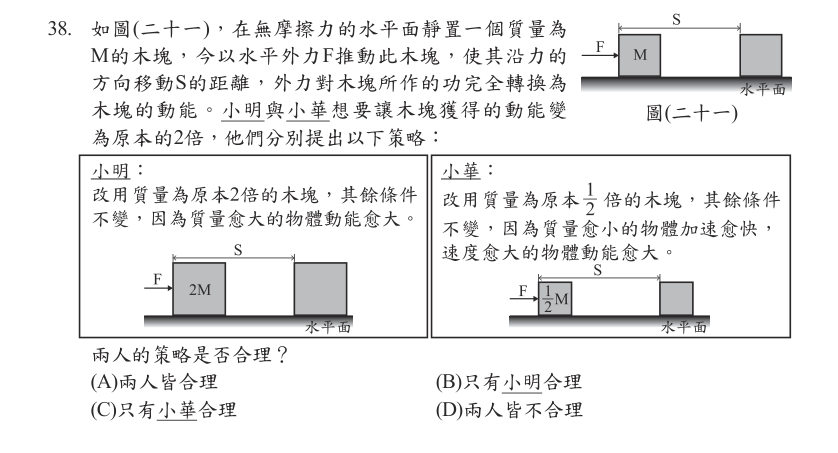 38. 如圖(二十一)，在無摩擦力的水平面靜置一個質量為
M的木塊，今以水平外力F推動此木塊，使其沿力的
方向移動S的距離，外力對木塊所作的功完全轉換為
木塊的動能。小明與小華想要讓木塊獲得的動能變
為原本的2倍，他們分別提出以下策略：
S
F
M
水平面
圖(二十一)
小明：
改用質量為原本2倍的木塊，其餘條件
不變，因為質量愈大的物體動能愈大。
S
F
2M
水平面
小華：
改用質量為原本1/2倍的木塊，其餘條件
不變，因為質量愈小的物體加速愈快，
速度愈大的物體動能愈大。
S
F
1/2M
水平面
兩人的策略是否合理？
(A)兩人皆合理
(B)只有小明合理
(C)只有小華合理
(D)兩人皆不合理